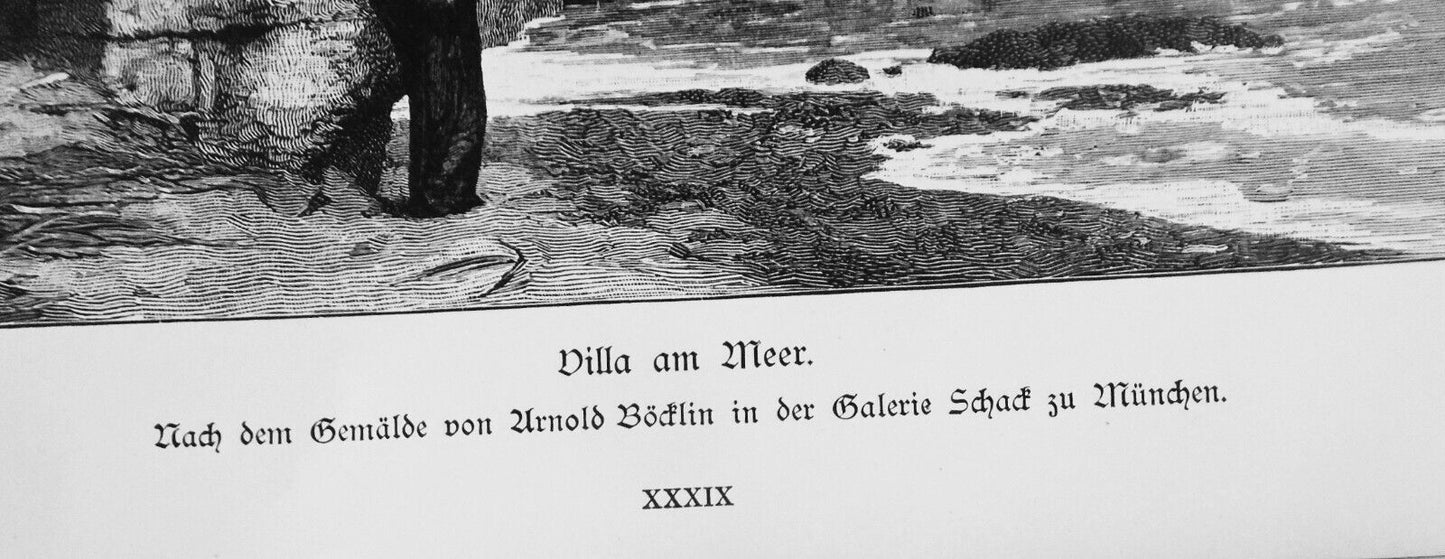 Villa am Meer.
Nach dem Gemälde von Arnold Böcklin in der Galerie Schack zu München.
XXXIX